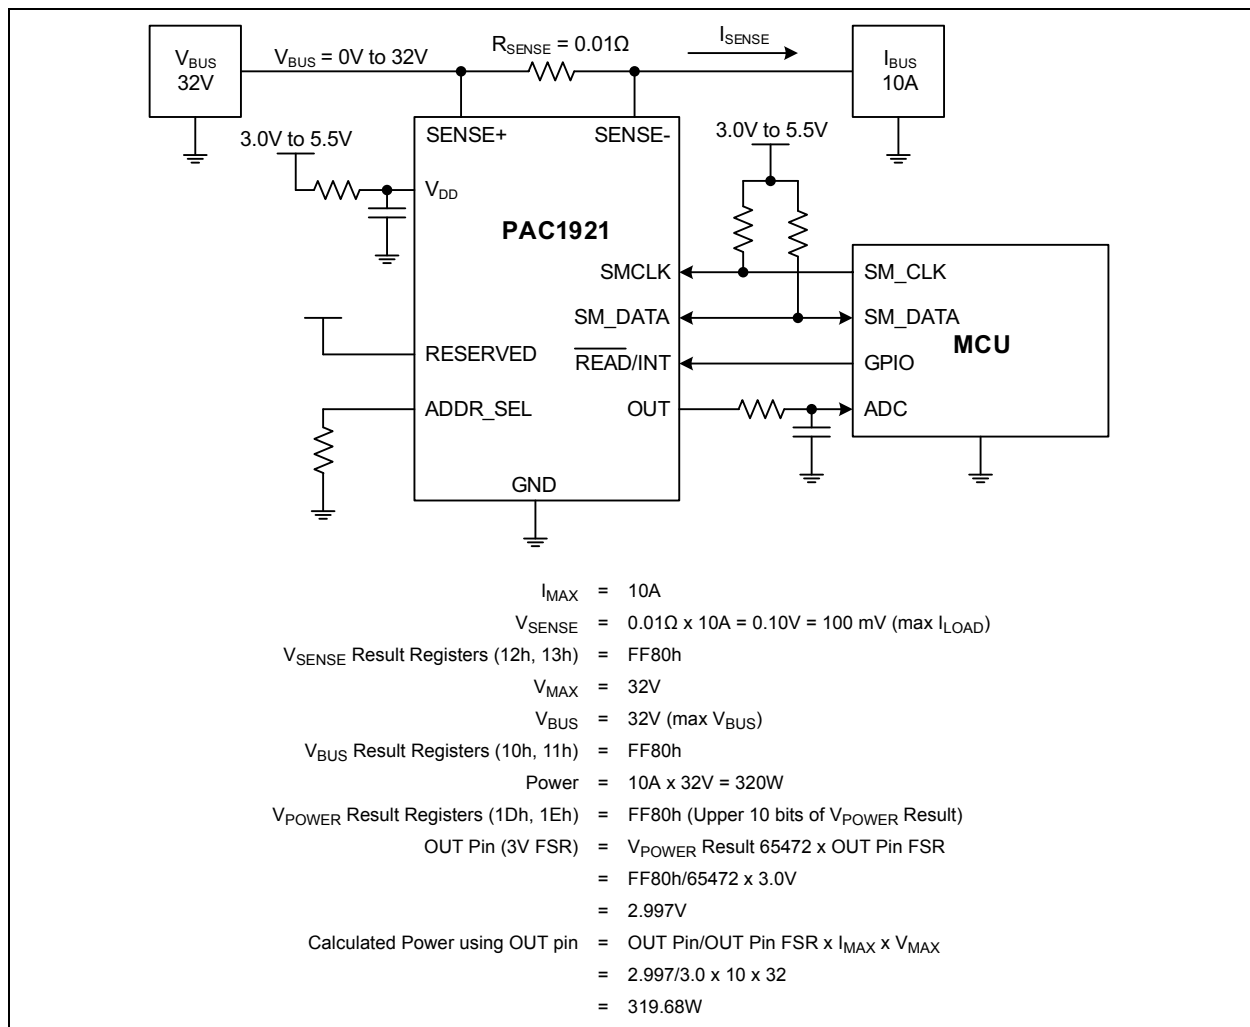 V_BUS 32V
V_BUS = 0V to 32V
R_SENSE = 0.01Ω
I_SENSE
I_BUS 10A
3.0V to 5.5V
SENSE+
SENSE-
3.0V to 5.5V
V_DD
PAC1921
SMCLK
SM_CLK
SM_DATA
SM_DATA
MCU
RESERVED
READ/INT
GPIO
ADDR_SEL
OUT
ADC
GND
I_MAX = 10A
V_SENSE = 0.01Ω x 10A = 0.10V = 100 mV (max I_LOAD)
V_SENSE Result Registers (12h, 13h) = FF80h
V_MAX = 32V
V_BUS = 32V (max V_BUS)
V_BUS Result Registers (10h, 11h) = FF80h
Power = 10A x 32V = 320W
V_POWER Result Registers (1Dh, 1Eh) = FF80h (Upper 10 bits of V_POWER Result)
OUT Pin (3V FSR) = V_POWER Result 65472 x OUT Pin FSR
= FF80h/65472 x 3.0V
= 2.997V
Calculated Power using OUT pin = OUT Pin/OUT Pin FSR x I_MAX x V_MAX
= 2.997/3.0 x 10 x 32
= 319.68W